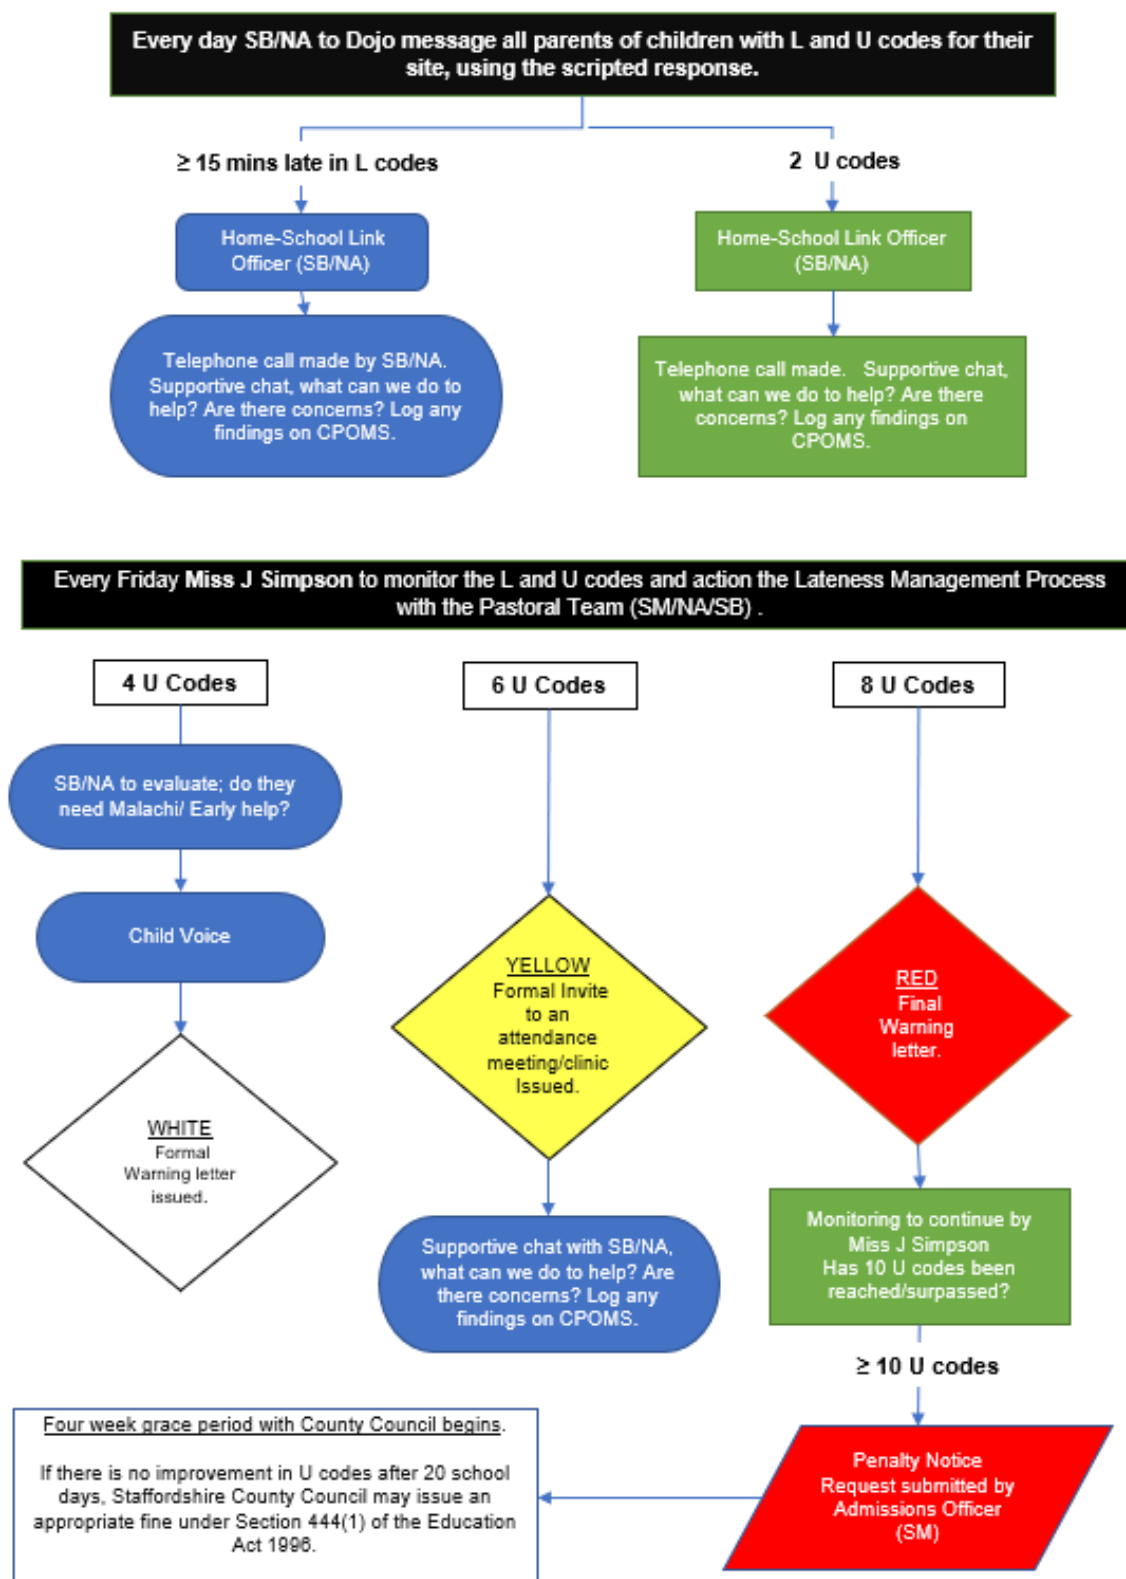 Every day SB/NA to Dojo message all parents of children with L and U codes for their
site, using the scripted response.
≥ 15 mins late in L codes
2 U codes
Home-School Link
Officer (SB/NA)
Home-School Link Officer
(SB/NA)
Telephone call made by SB/NA.
Supportive chat, what can we do to
help? Are there concerns? Log any
findings on CPOMS.
Telephone call made. Supportive chat,
what can we do to help? Are there
concerns? Log any findings on
CPOMS.
Every Friday Miss J Simpson to monitor the L and U codes and action the Lateness Management Process
with the Pastoral Team (SM/NA/SB) .
4 U Codes
6 U Codes
8 U Codes
SB/NA to evaluate; do they
need Malachi/ Early help?
Child Voice
WHITE
Formal
Warning letter
issued.
YELLOW
Formal Invite
to an
attendance
meeting/clinic
Issued.
RED
Final
Warning
letter.
Supportive chat with SB/NA,
what can we do to help? Are
there concerns? Log any
findings on CPOMS.
Monitoring to continue by
Miss J Simpson
Has 10 U codes been
reached/surpassed?
≥ 10 U codes
Penalty Notice
Request submitted by
Admissions Officer
(SM)
Four week grace period with County Council begins.
If there is no improvement in U codes after 20 school
days, Staffordshire County Council may issue an
appropriate fine under Section 444(1) of the Education
Act 1996.